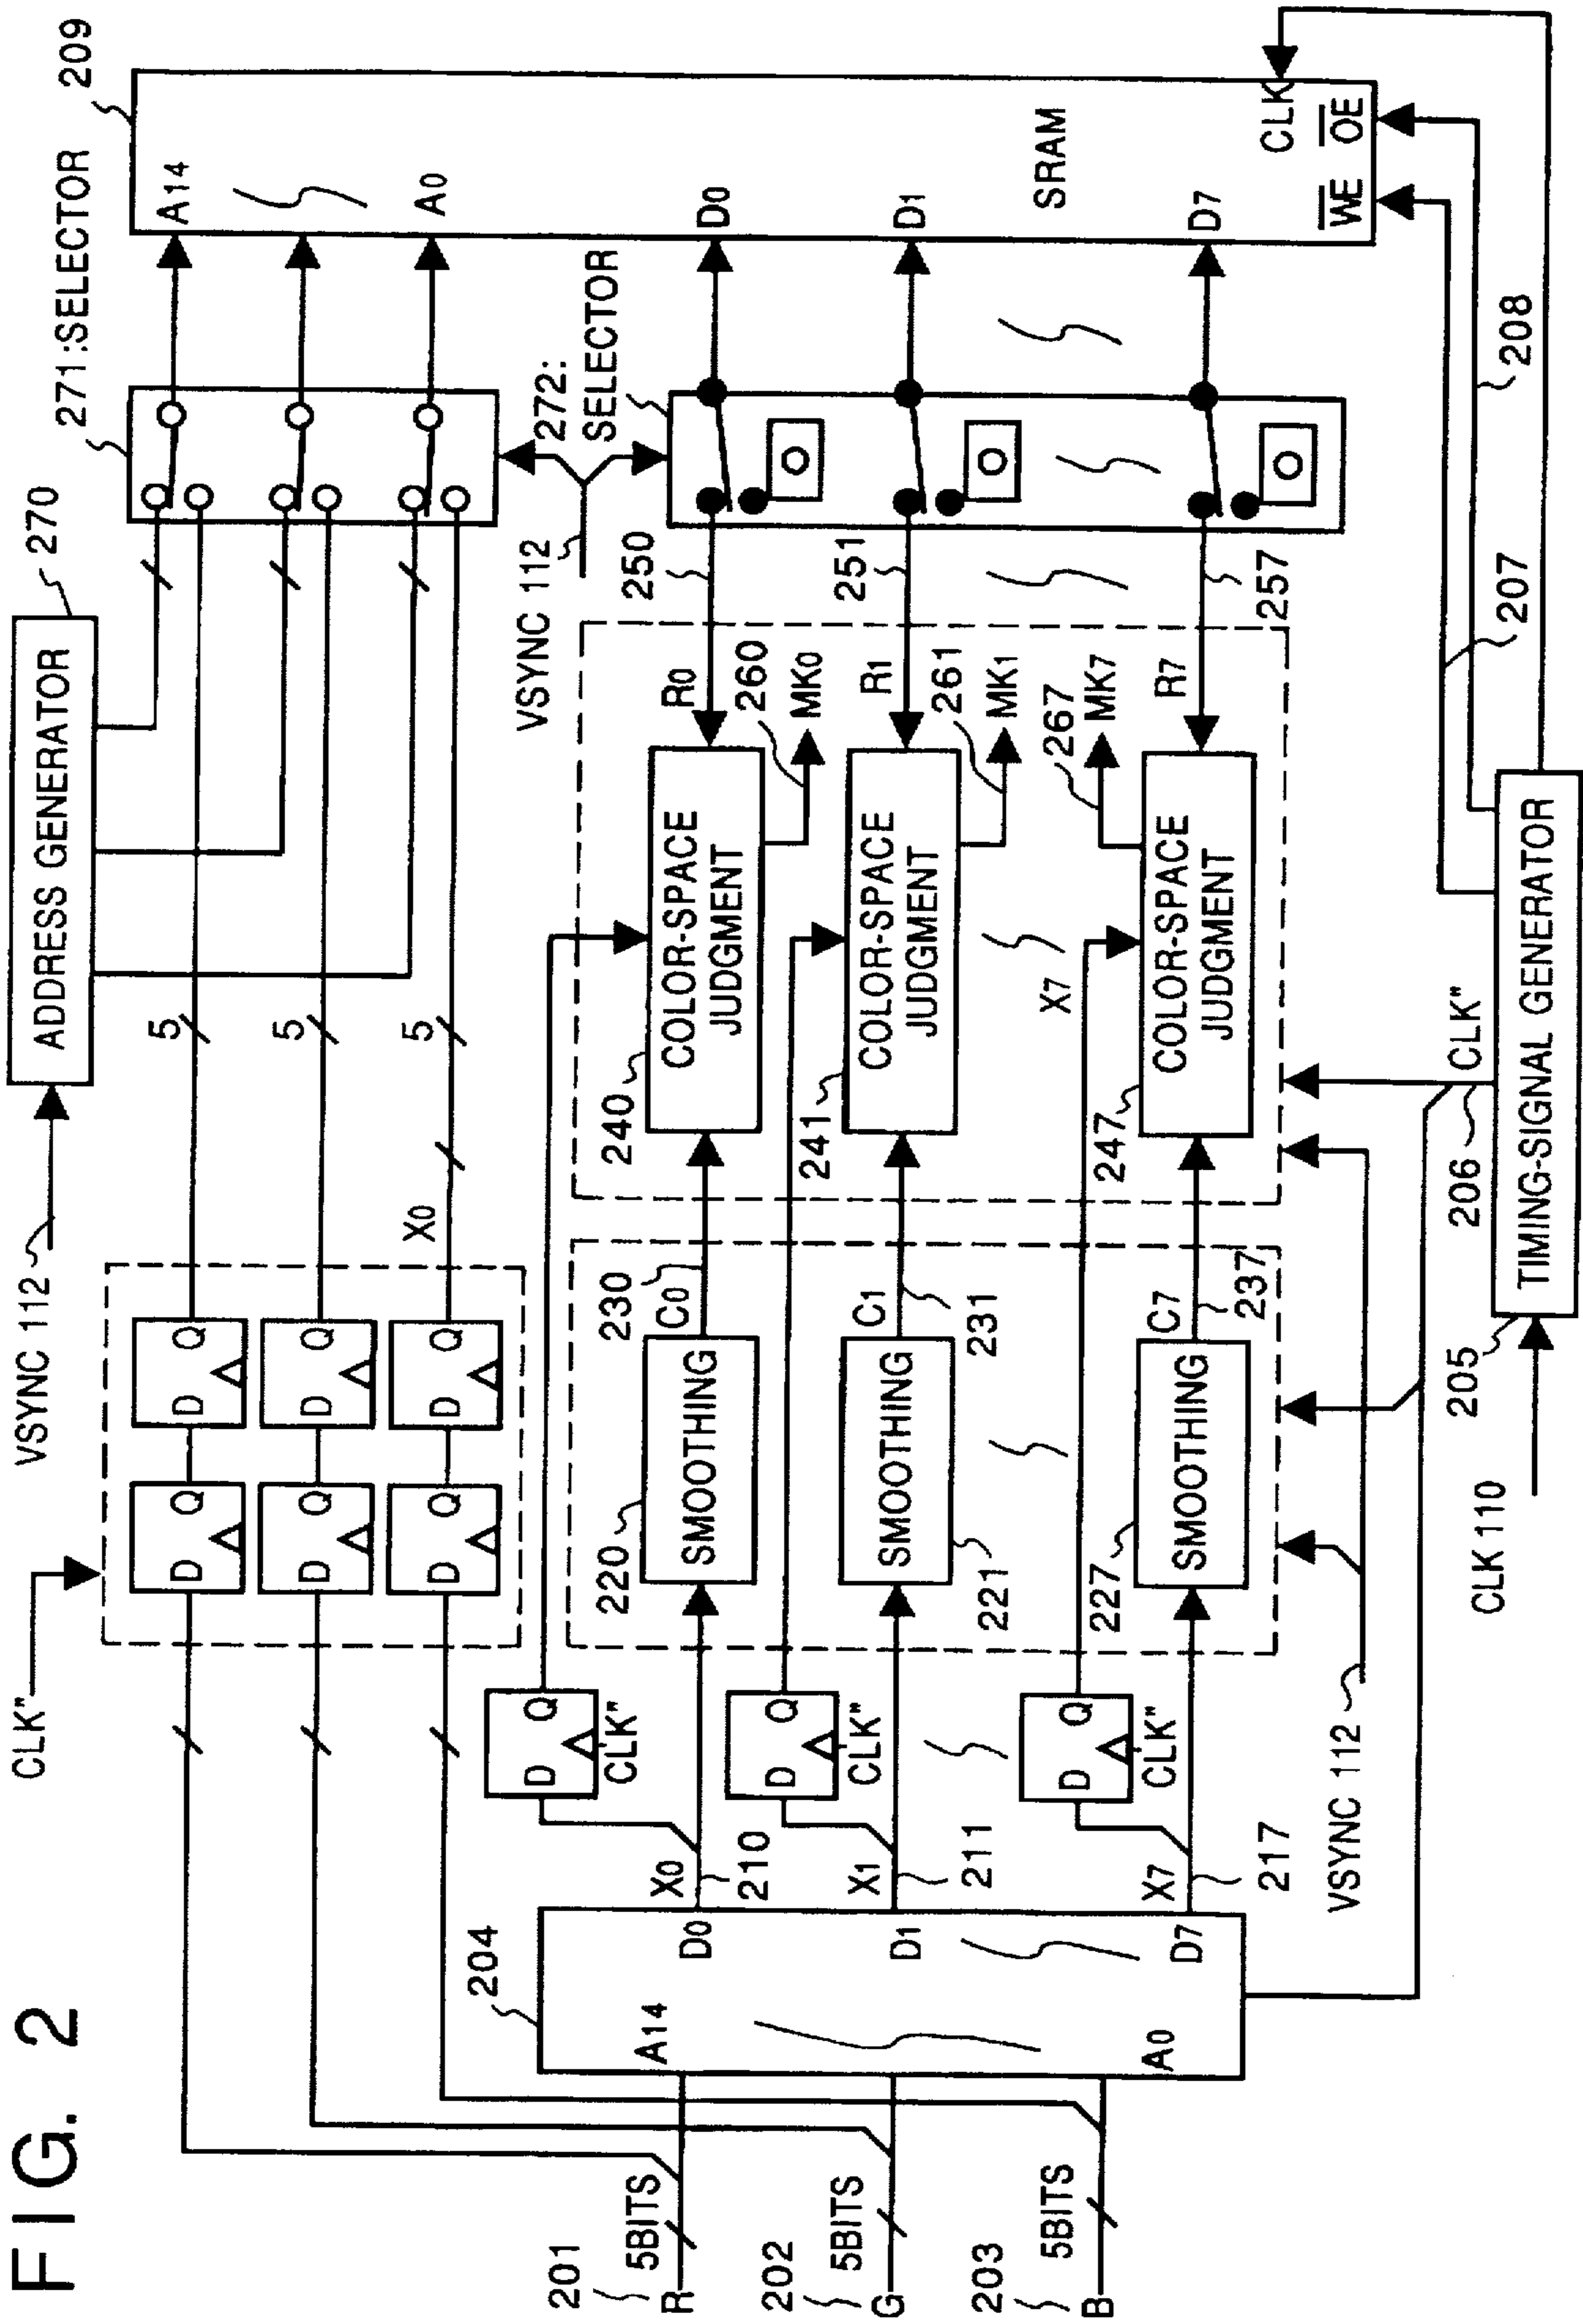 FIG. 2
CLK"
VSYNC 112
ADDRESS GENERATOR
270
271:SELECTOR
209
D Q
D Q
D Q
D Q
D Q
D Q
X0
5
5
5
A14
A0
VSYNC 112
272:
SELECTOR
201
R
5BITS
202
G
5BITS
203
B
5BITS
204
A14
A0
D0
D1
D7
X0
210
X1
211
X7
217
D Q
CLK"
D Q
CLK"
D Q
CLK"
220
SMOOTHING
C0
230
221
SMOOTHING
C1
231
227
SMOOTHING
C7
237
240
COLOR-SPACE
JUDGMENT
R0
250
260
MK0
241
COLOR-SPACE
JUDGMENT
R1
251
261
MK1
X7
247
COLOR-SPACE
JUDGMENT
R7
257
267
MK7
D0
D1
D7
SRAM
CLK
WE
OE
VSYNC 112
CLK 110
205
206
CLK"
TIMING-SIGNAL GENERATOR
207
208